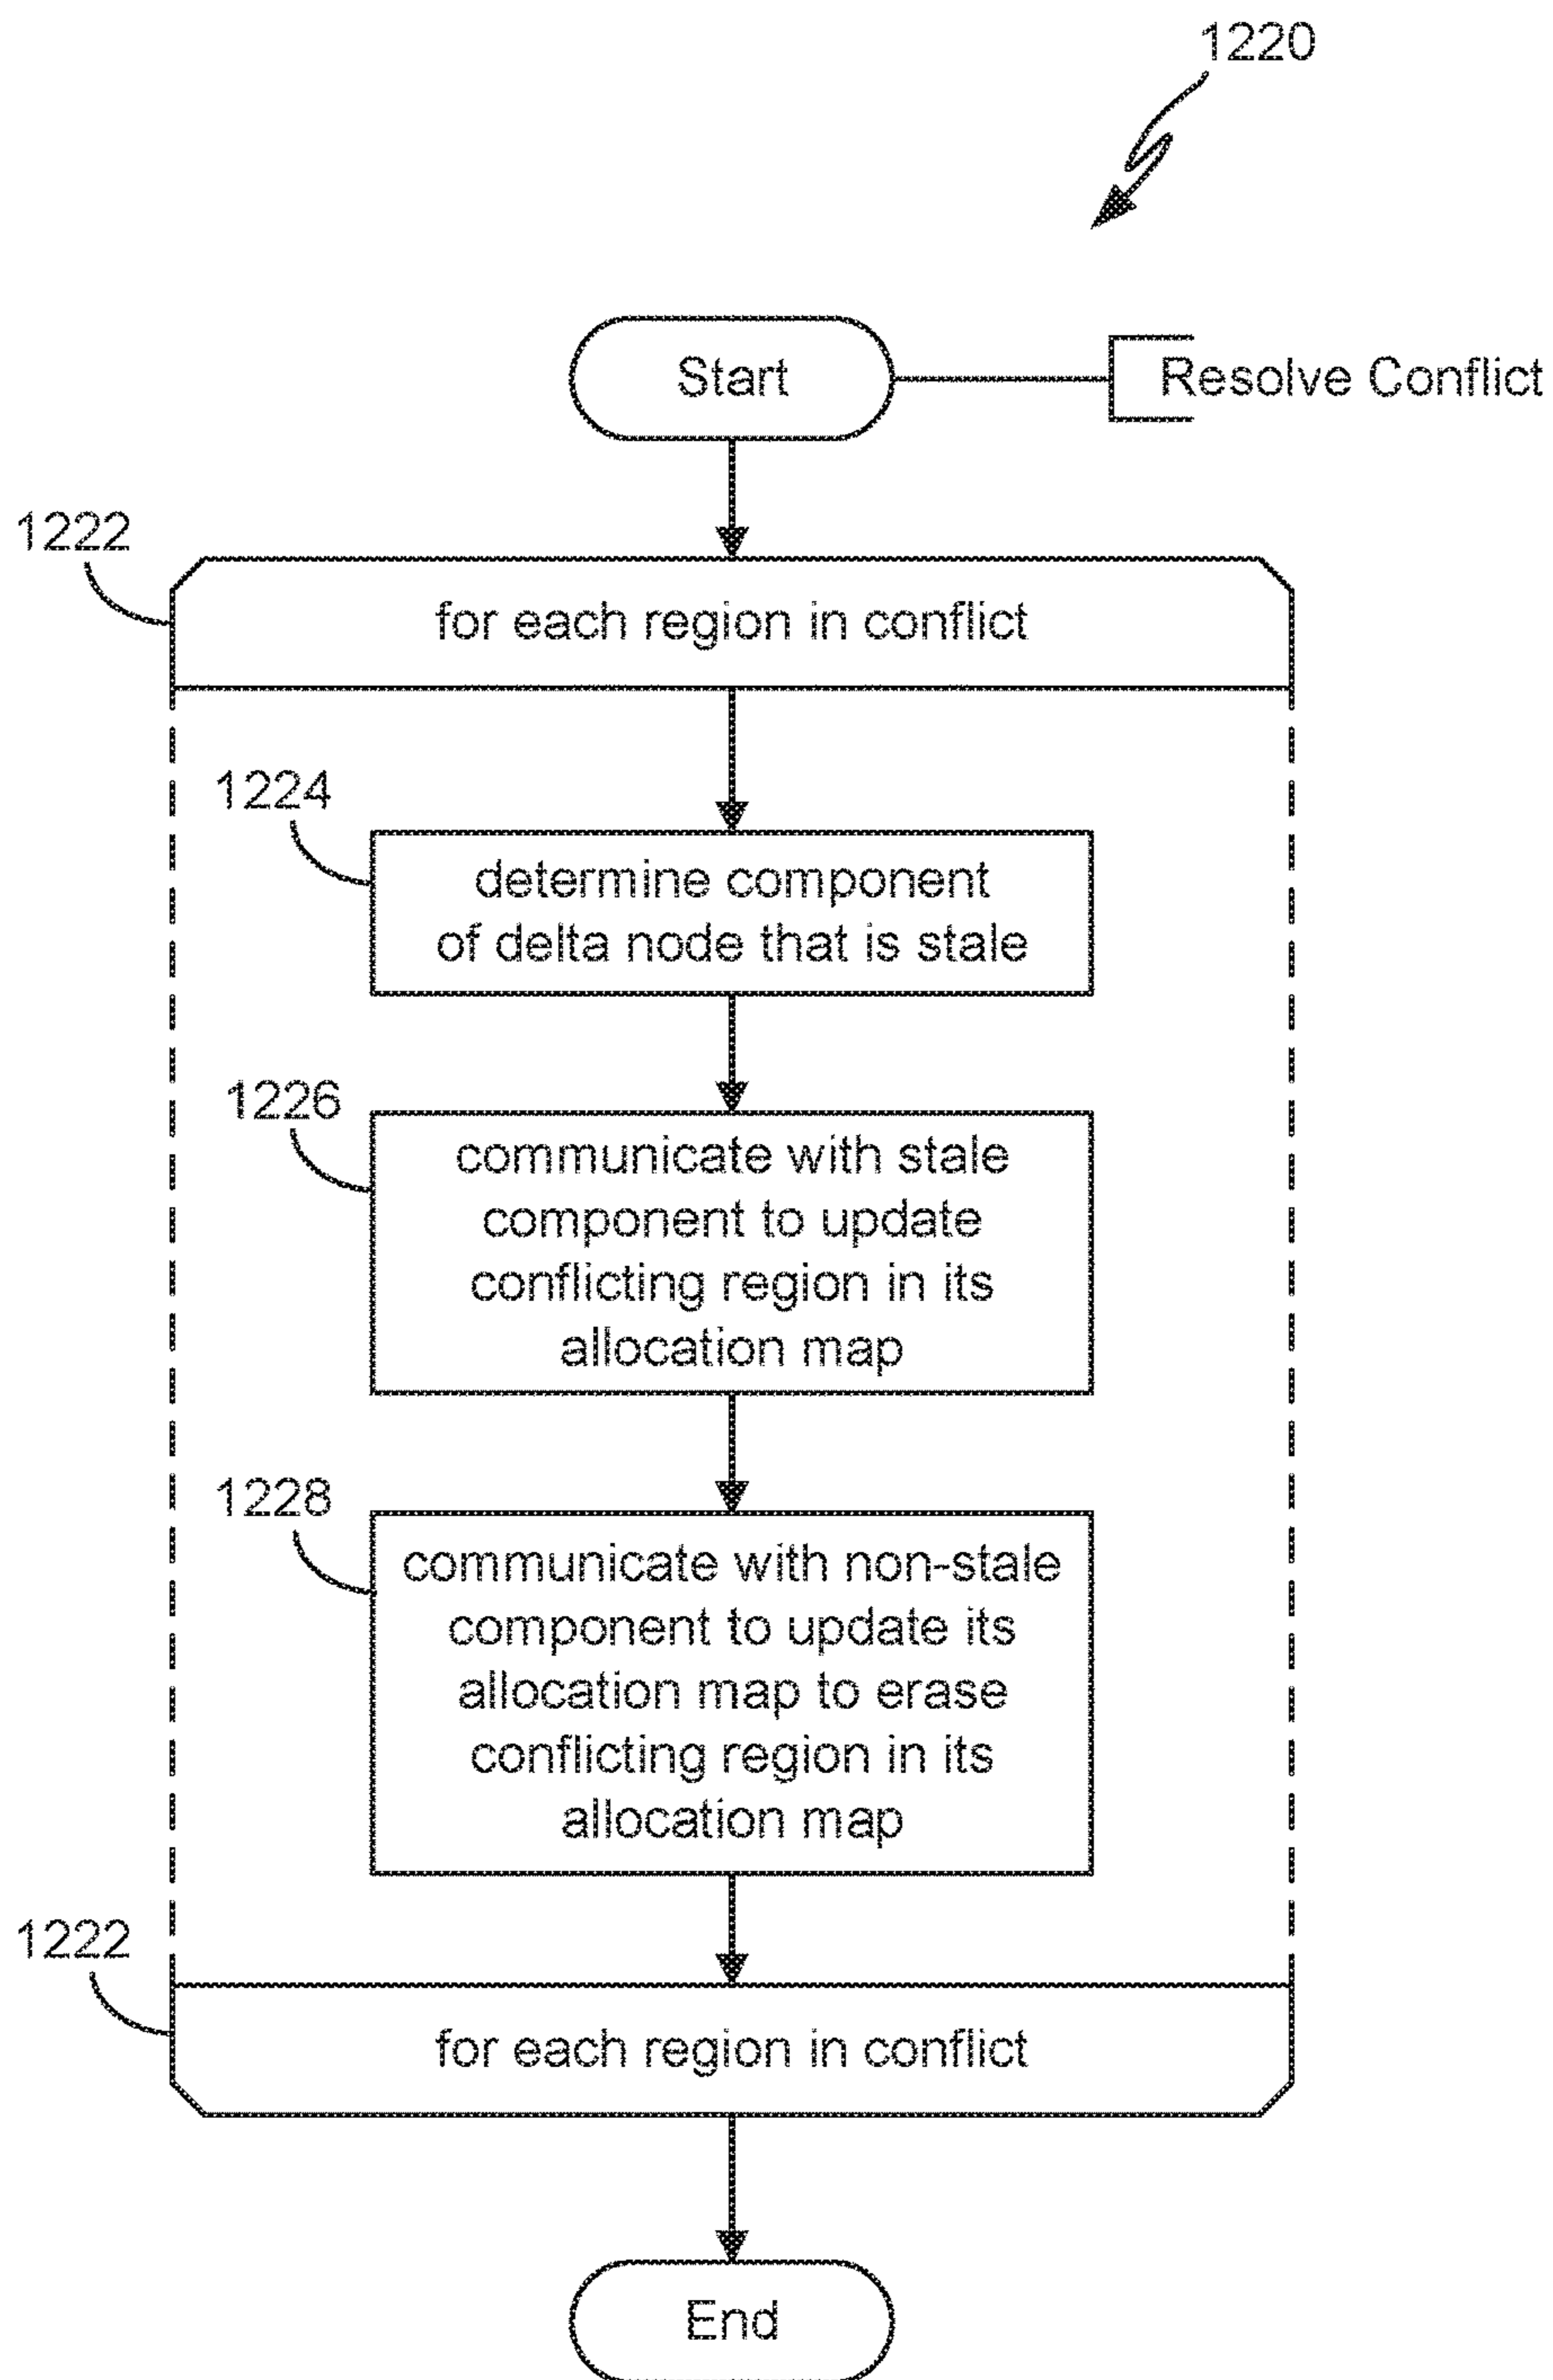 1220
Start
Resolve Conflict
1222
for each region in conflict
1224
determine component
of delta node that is stale
1226
communicate with stale
component to update
conflicting region in its
allocation map
1228
communicate with non-stale
component to update its
allocation map to erase
conflicting region in its
allocation map
1222
for each region in conflict
End